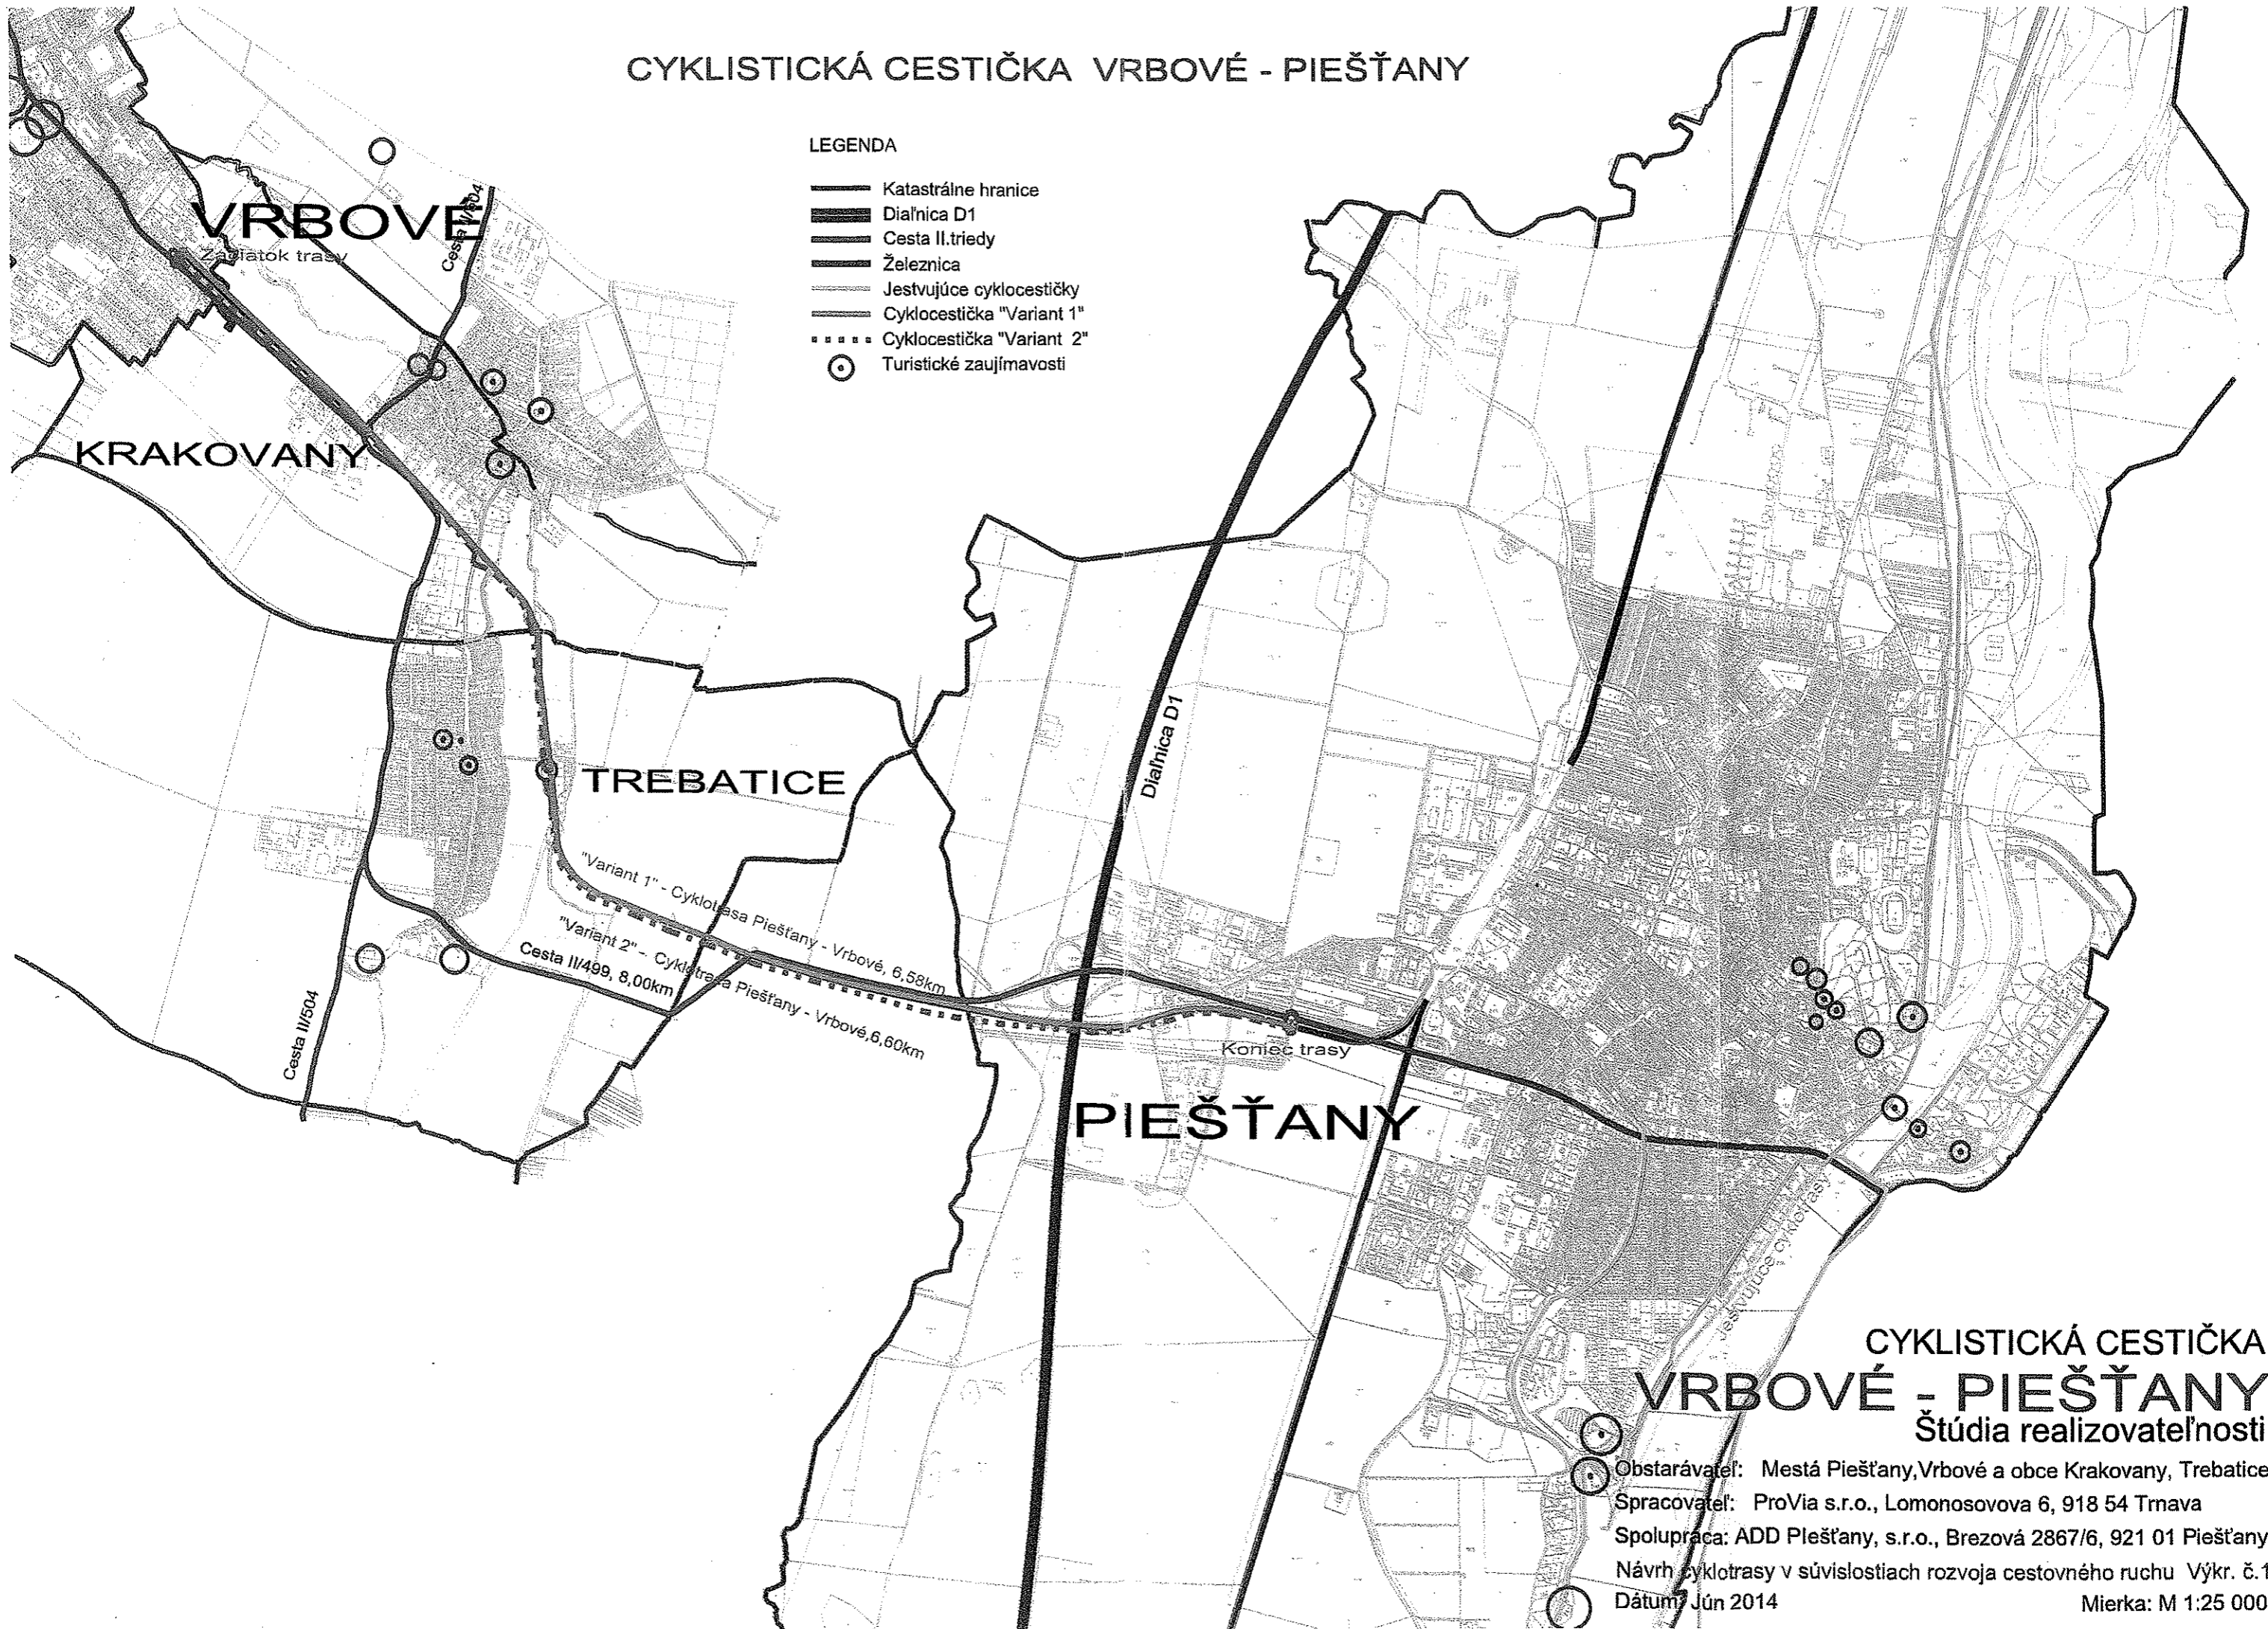 CYKLISTICKÁ CESTIČKA VRBOVÉ - PIEŠŤANY
LEGENDA
Katastrálne hranice
Diaľnica D1
Cesta II.triedy
Železnica
Jestvujúce cyklocestičky
Cyklocestička "Variant 1"
Cyklocestička "Variant 2"
Turistické zaujímavosti
VRBOVÉ
Začiatok trasy
Cesta II/504
KRAKOVANY
TREBATICE
Diaľnica D1
"Variant 1" - Cyklotrasa Piešťany - Vrbové, 6,58km
"Variant 2" - Cyklotrasa Piešťany - Vrbové,6,60km
Cesta II/499, 8,00km
Cesta II/504
Koniec trasy
PIEŠŤANY
Jestvujúce cyklotrasy
CYKLISTICKÁ CESTIČKA
VRBOVÉ - PIEŠŤANY
Štúdia realizovateľnosti
Obstarávateľ: Mestá Piešťany,Vrbové a obce Krakovany, Trebatice
Spracovateľ: ProVia s.r.o., Lomonosovova 6, 918 54 Trnava
Spolupráca: ADD PIešťany, s.r.o., Brezová 2867/6, 921 01 Piešťany
Návrh cyklotrasy v súvislostiach rozvoja cestovného ruchu Výkr. č.1
Dátum: Jún 2014 Mierka: M 1:25 000